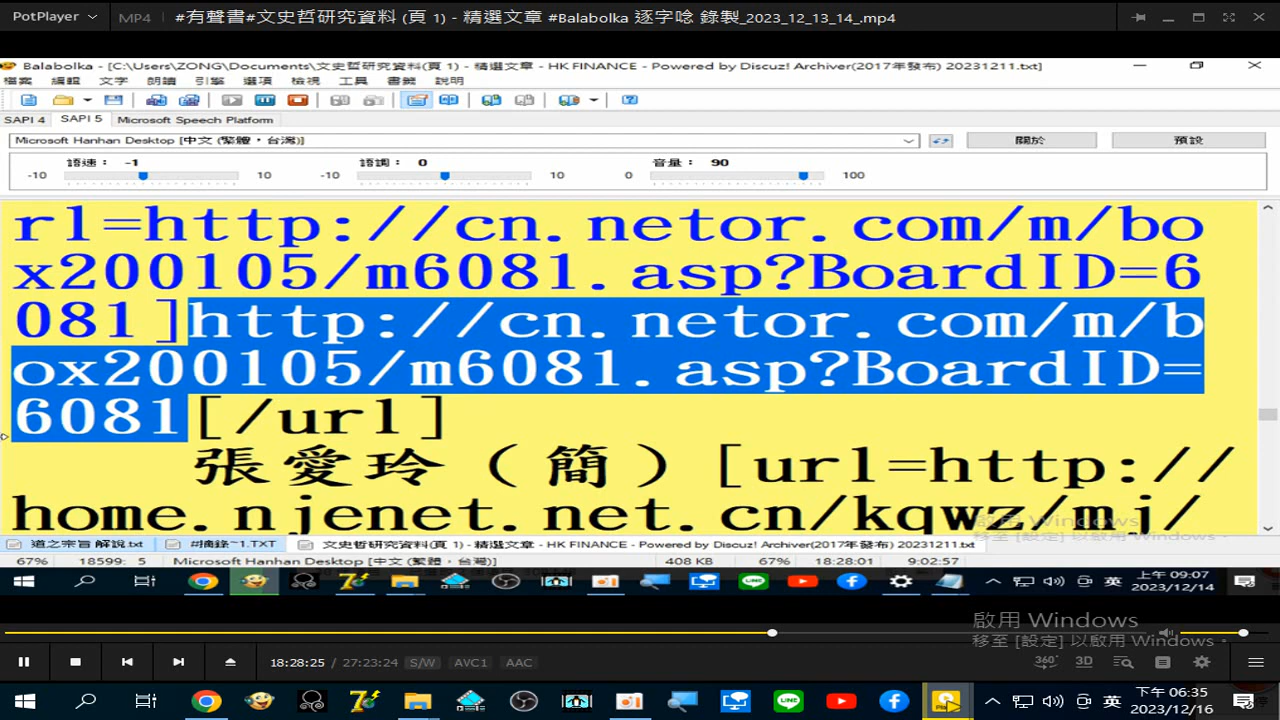 PotPlayer MP4 #有聲書#文史哲研究資料 (頁 1) - 精選文章 #Balabolka 逐字唸 錄製_2023_12_13_14_.mp4
Balabolka - [C:\Users\ZONG\Documents\文史哲研究資料(頁 1) - 精選文章 - HK FINANCE - Powered by Discuz! Archiver(2017年發布) 20231211.txt]
檔案 編輯 文字 朗讀 引擎 選項 檢視 工具 書籤 說明
SAPI 4 SAPI 5 Microsoft Speech Platform
Microsoft Hanhan Desktop [中文 (繁體，台灣)] 關於 預設
語速： -1 語調： 0 音量： 90
-10 10 -10 10 0 100
rl=http://cn.netor.com/m/bo
x200105/m6081.asp?BoardID=6
081]http://cn.netor.com/m/b
ox200105/m6081.asp?BoardID=
6081[/url]
張愛玲（簡）[url=http://
home.njenet.net.cn/kqwz/mj/
啟用 Windows
移至 [設定] 以啟用 Windows。
道之宗旨 解說.txt #摘錄~1.TXT 文史哲研究資料(頁 1) - 精選文章 - HK FINANCE - Powered by Discuz! Archiver(2017年發布) 20231211.txt
67% 18599: 5 Microsoft Hanhan Desktop [中文 (繁體，台灣)] 408 KB 67% 18:28:01 9:02:57
英 上午 09:07
2023/12/14
啟用 Windows
移至 [設定] 以啟用 Windows。
18:28:25 / 27:23:24 S/W AVC1 AAC 360° 3D
英 下午 06:35
2023/12/16